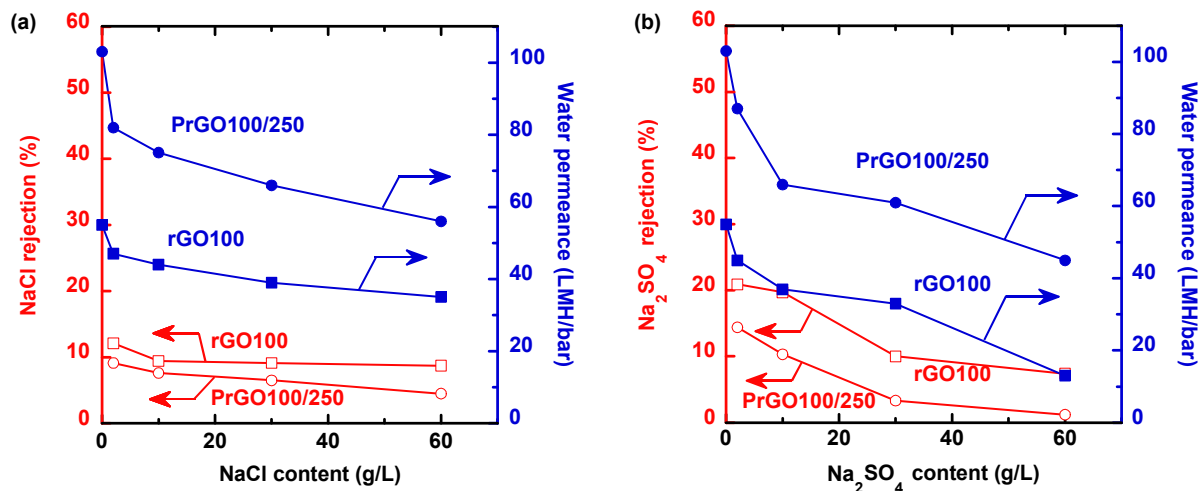 (a)
60
50
40
30
20
10
0
NaCl rejection (%)
PrGO100/250
rGO100
rGO100
PrGO100/250
100
80
60
40
20
0
Water permeance (LMH/bar)
0 20 40 60
NaCl content (g/L)
(b)
60
50
40
30
20
10
0
Na₂SO₄ rejection (%)
PrGO100/250
rGO100
rGO100
PrGO100/250
100
80
60
40
20
0
Water permeance (LMH/bar)
0 20 40 60
Na₂SO₄ content (g/L)